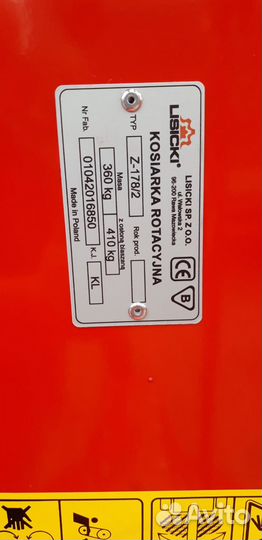 LISICKI
LISICKI SP. Z O.O.
ul. Wałowska 2
96-200 Rawa Mazowiecka
KOSIARKA ROTACYJNA
CE B
TYP Z-178/2 Rok prod.
Masa z osłoną blaszaną
360 kg 410 kg
Nr Fab. 01042016850 K.J. KL
Made in Poland
Avito